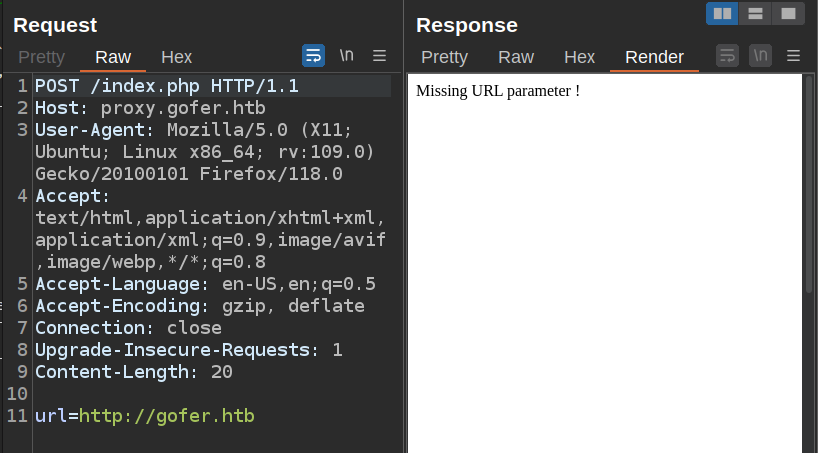 Request
Pretty Raw Hex \n
1 POST /index.php HTTP/1.1
2 Host: proxy.gofer.htb
3 User-Agent: Mozilla/5.0 (X11;
Ubuntu; Linux x86_64; rv:109.0)
Gecko/20100101 Firefox/118.0
4 Accept:
text/html,application/xhtml+xml,
application/xml;q=0.9,image/avif
,image/webp,*/*;q=0.8
5 Accept-Language: en-US,en;q=0.5
6 Accept-Encoding: gzip, deflate
7 Connection: close
8 Upgrade-Insecure-Requests: 1
9 Content-Length: 20
10
11 url=http://gofer.htb
Response
Pretty Raw Hex Render \n
Missing URL parameter !